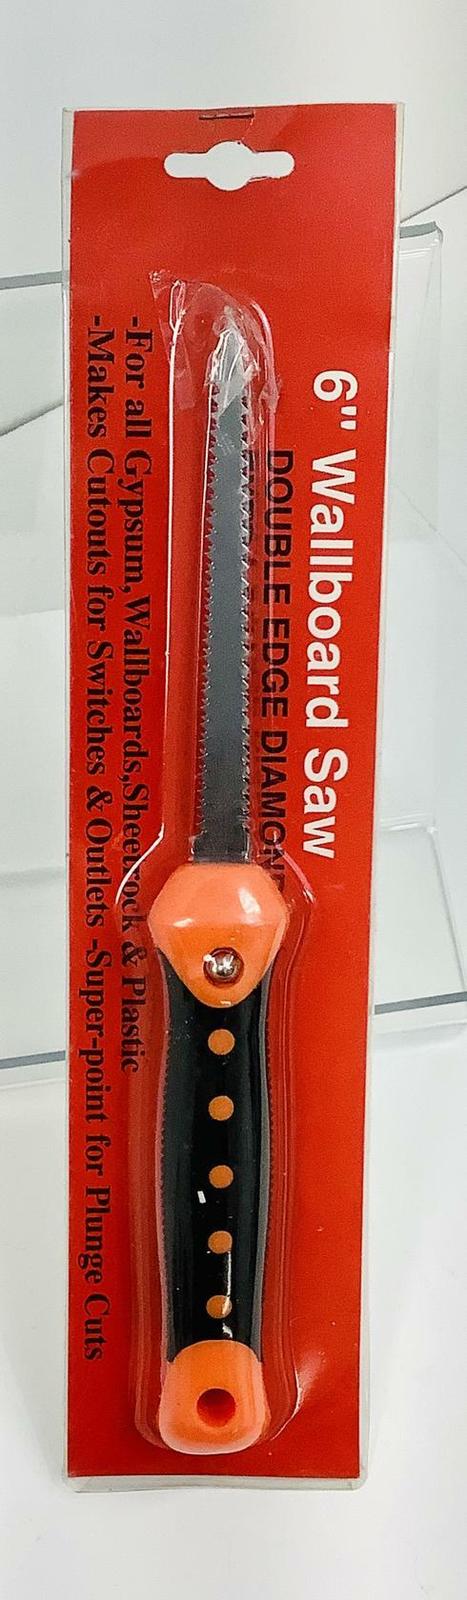 6" Wallboard Saw
DOUBLE EDGE DIAMOND
-For all Gypsum,Wallboards,Sheetrock & Plastic
-Makes Cutouts for Switches & Outlets -Super-point for Plunge Cuts